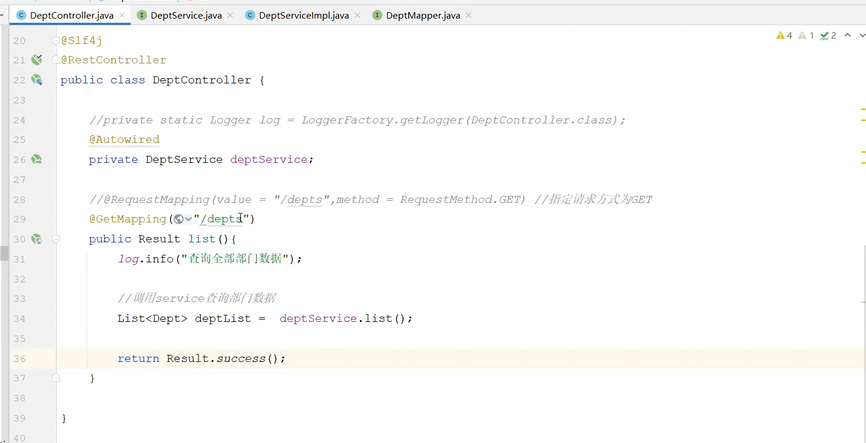 DeptController.java DeptService.java DeptServiceImpl.java DeptMapper.java
4 1 2
20 @Slf4j
21 @RestController
22 public class DeptController {
23
24 //private static Logger log = LoggerFactory.getLogger(DeptController.class);
25 @Autowired
26 private DeptService deptService;
27
28 //@RequestMapping(value = "/depts",method = RequestMethod.GET) //指定请求方式为GET
29 @GetMapping("/depts")
30 public Result list(){
31 log.info("查询全部部门数据");
32
33 //调用service查询部门数据
34 List<Dept> deptList =  deptService.list();
35
36 return Result.success();
37 }
38
39 }
40